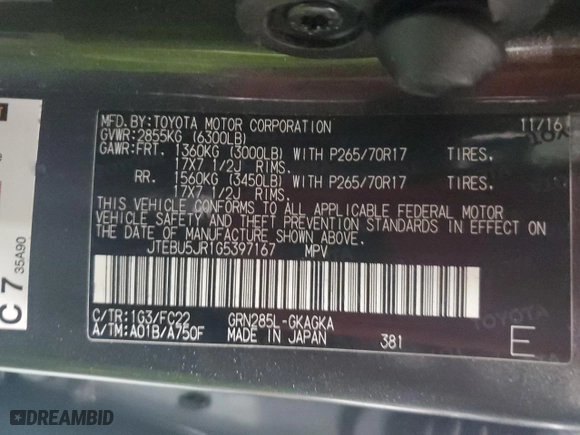 MFD.BY:TOYOTA MOTOR CORPORATION 11/16
GVWR:2855KG (6300LB)
GAWR:FRT. 1360KG (3000LB) WITH P265/70R17 TIRES.
17X7 1/2J RIMS.
RR. 1560KG (3450LB) WITH P265/70R17 TIRES.
17X7 1/2J RIMS.
THIS VEHICLE CONFORMS TO ALL APPLICABLE FEDERAL MOTOR
VEHICLE SAFETY AND THEFT PREVENTION STANDARDS IN EFFECT ON
THE DATE OF MANUFACTURE SHOWN ABOVE.
JTEBU5JR1G5397167 MPV
C/TR:1G3/FC22 GRN285L-GKAGKA
A/TM:A01B/A750F MADE IN JAPAN 381 E
C 7 35A90
TOYOTA
DREAMBID